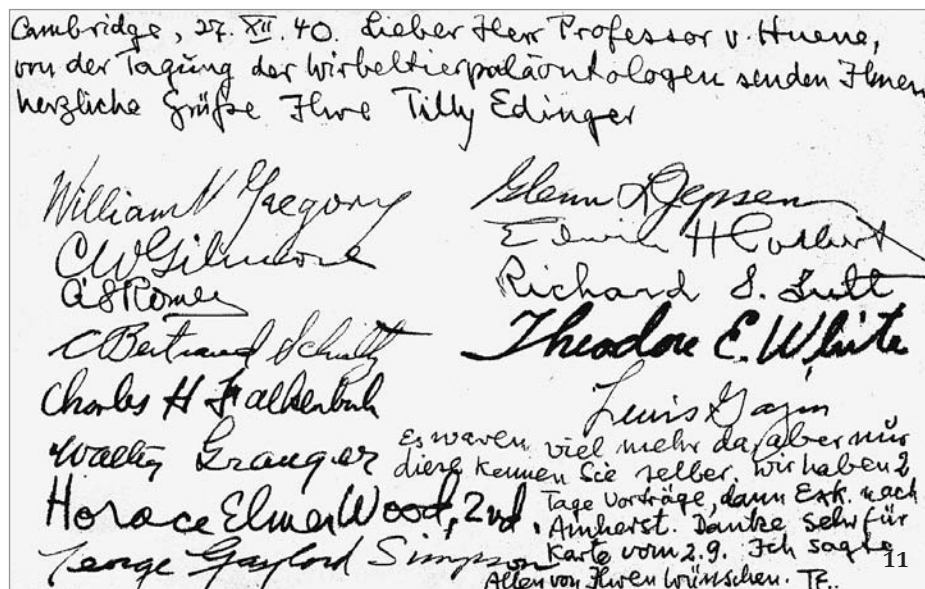 Cambridge, 27. XII. 40. Lieber Herr Professor v. Huene,
von der Tagung der Wirbeltierpaläontologen senden Ihnen
herzliche Grüße Ihre Tilly Edinger
William K Gregory
CW Gilmore
A S Romer
C Bertrand Schultz
Charles H Falkenbach
Walter Granger
Horace Elmer Wood, 2nd.
George Gaylord Simpson
Glenn L Jepsen
Edwin H Colbert
Richard S. Lull
Theodore E. White
Lewis Gazin
Es waren viel mehr da, aber nur
diese kennen Sie selber. Wir haben 2
Tage Vorträge, dann Exk. nach
Amherst. Danke sehr für
Karte vom 2.9. Ich sagte
Allen von Ihren Wünschen. TE.
11